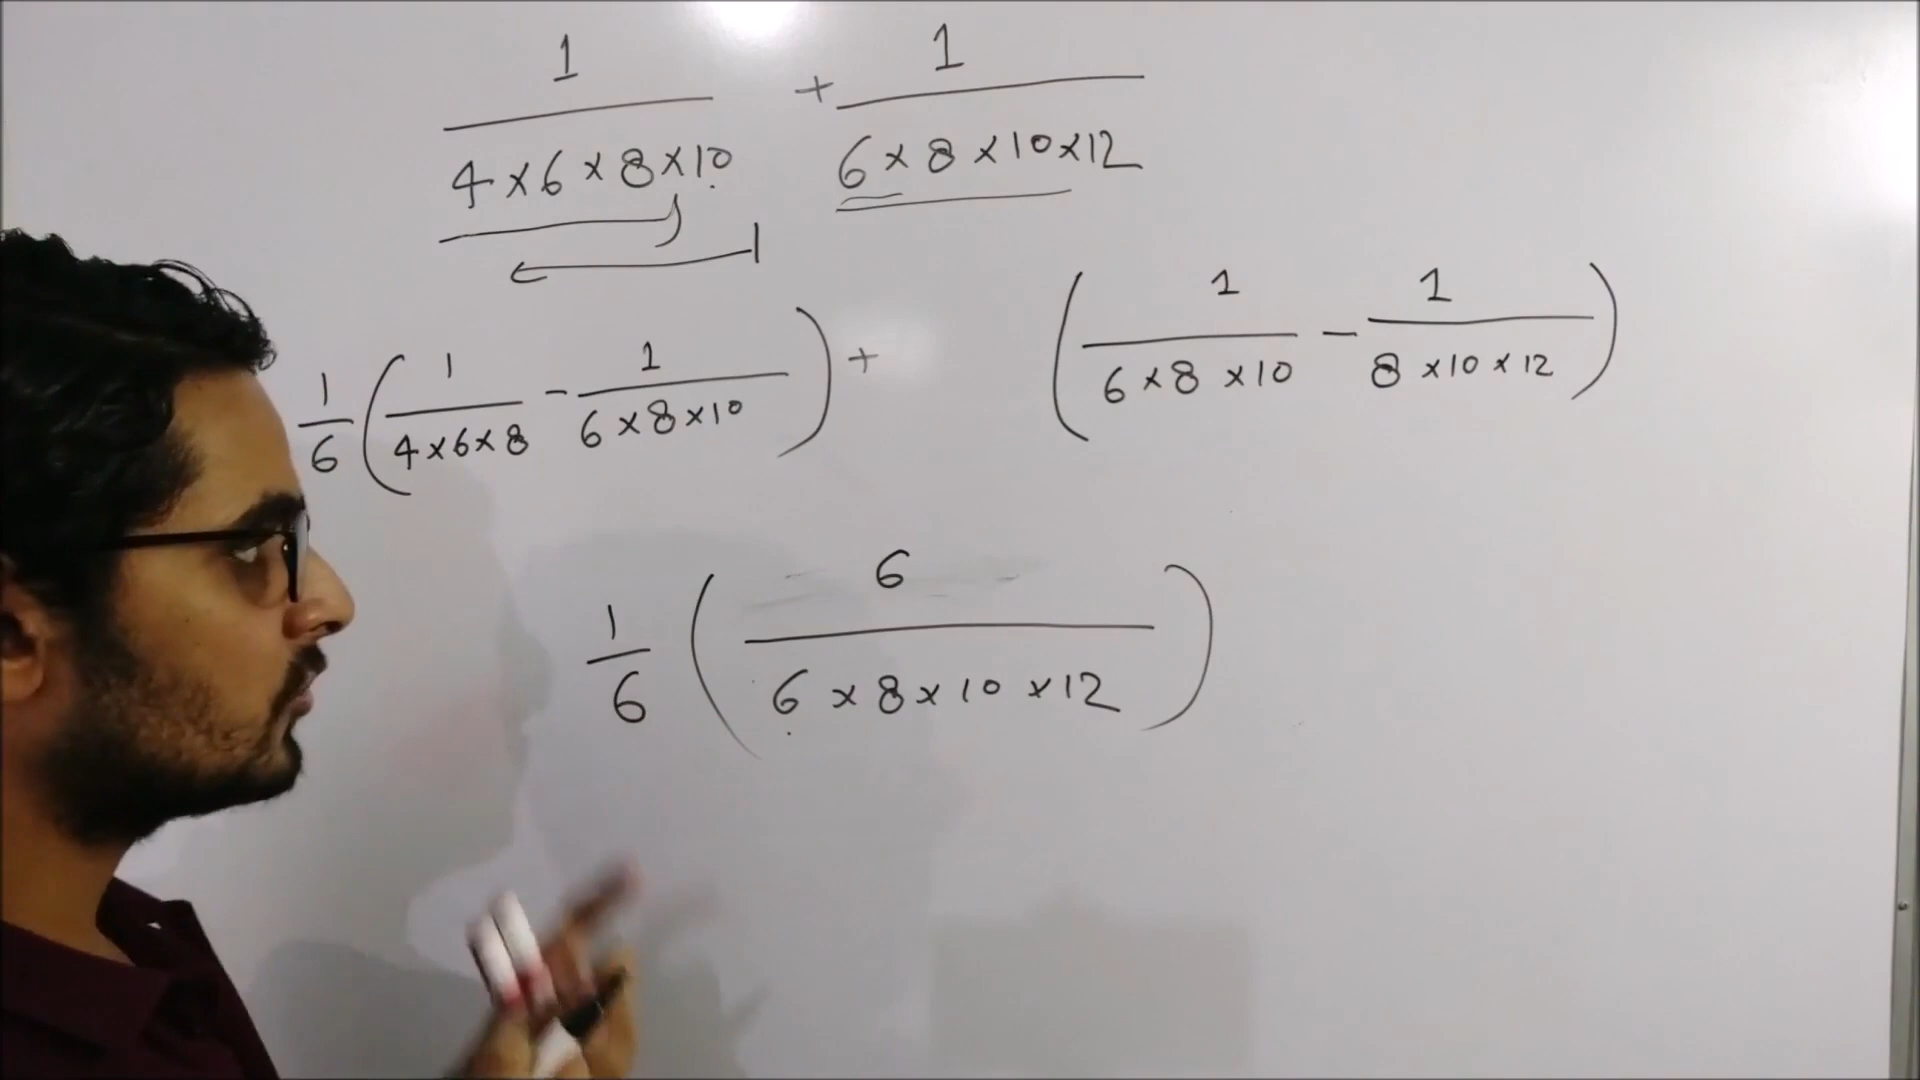 1/(4×6×8×10) + 1/(6×8×10×12)
1/6 (1/(4×6×8) - 1/(6×8×10)) + (1/(6×8×10) - 1/(8×10×12))
1/6 (6/(6×8×10×12))